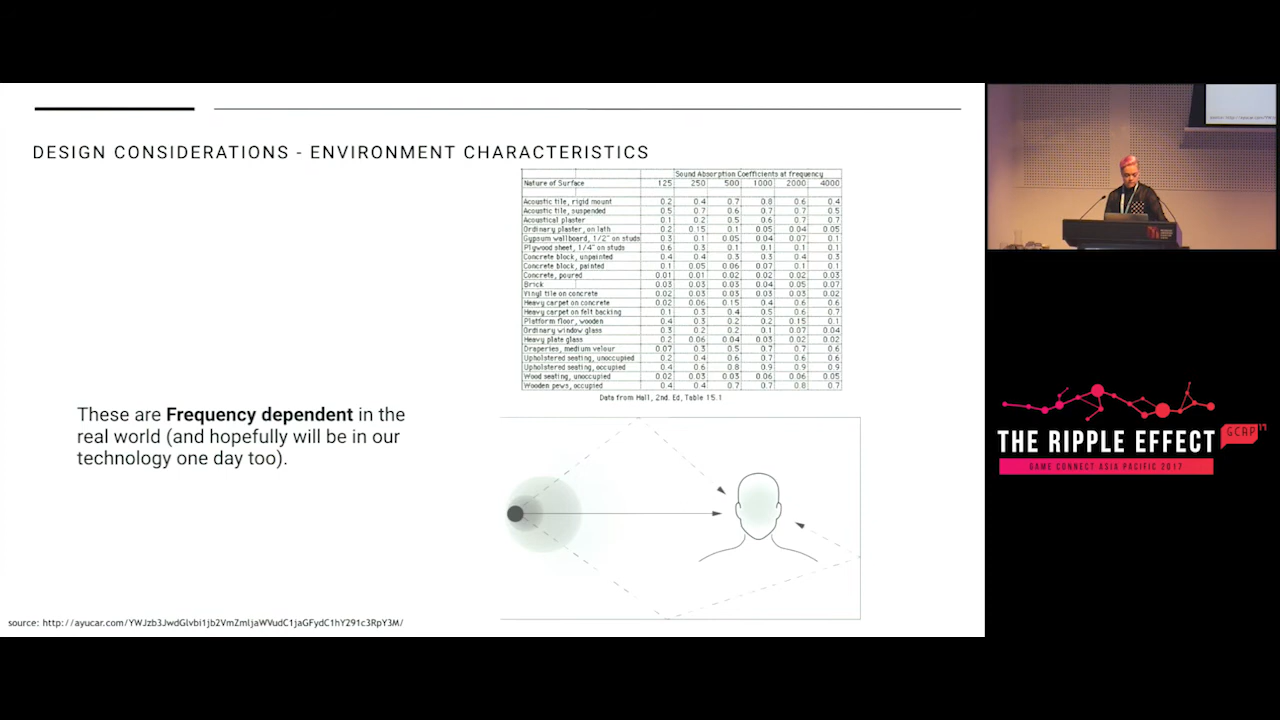 DESIGN CONSIDERATIONS - ENVIRONMENT CHARACTERISTICS
Sound Absorption Coefficients at frequency
Nature of Surface 125 250 500 1000 2000 4000
Acoustic tile, rigid mount 0.2 0.4 0.7 0.8 0.6 0.4
Acoustic tile, suspended 0.5 0.7 0.6 0.7 0.7 0.5
Acoustical plaster 0.1 0.2 0.5 0.6 0.7 0.7
Ordinary plaster, on lath 0.2 0.15 0.1 0.05 0.04 0.05
Gypsum wallboard, 1/2" on studs 0.3 0.1 0.05 0.04 0.07 0.1
Plywood sheet, 1/4" on studs 0.6 0.3 0.1 0.1 0.1 0.1
Concrete block, unpainted 0.4 0.4 0.3 0.3 0.4 0.3
Concrete block, painted 0.1 0.05 0.06 0.07 0.1 0.1
Concrete, poured 0.01 0.01 0.02 0.02 0.02 0.03
Brick 0.03 0.03 0.03 0.04 0.05 0.07
Vinyl tile on concrete 0.02 0.03 0.03 0.03 0.03 0.02
Heavy carpet on concrete 0.02 0.06 0.15 0.4 0.6 0.6
Heavy carpet on felt backing 0.1 0.3 0.4 0.5 0.6 0.7
Platform floor, wooden 0.4 0.3 0.2 0.2 0.15 0.1
Ordinary window glass 0.3 0.2 0.2 0.1 0.07 0.04
Heavy plate glass 0.2 0.06 0.04 0.03 0.02 0.02
Draperies, medium velour 0.07 0.3 0.5 0.7 0.7 0.6
Upholstered seating, unoccupied 0.2 0.4 0.6 0.7 0.6 0.6
Upholstered seating, occupied 0.4 0.6 0.8 0.9 0.9 0.9
Wood seating, unoccupied 0.02 0.03 0.03 0.06 0.06 0.05
Wooden pews, occupied 0.4 0.4 0.7 0.7 0.8 0.7
Data from Hall, 2nd. Ed, Table 15.1
These are Frequency dependent in the
real world (and hopefully will be in our
technology one day too).
source: http://ayucar.com/YWJzb3JwdGlvbi1jb2VmZmljaWVudC1jaGFydC1hY291c3RpY3M/
THE RIPPLE EFFECT
GCAP 17
GAME CONNECT ASIA PACIFIC 2017